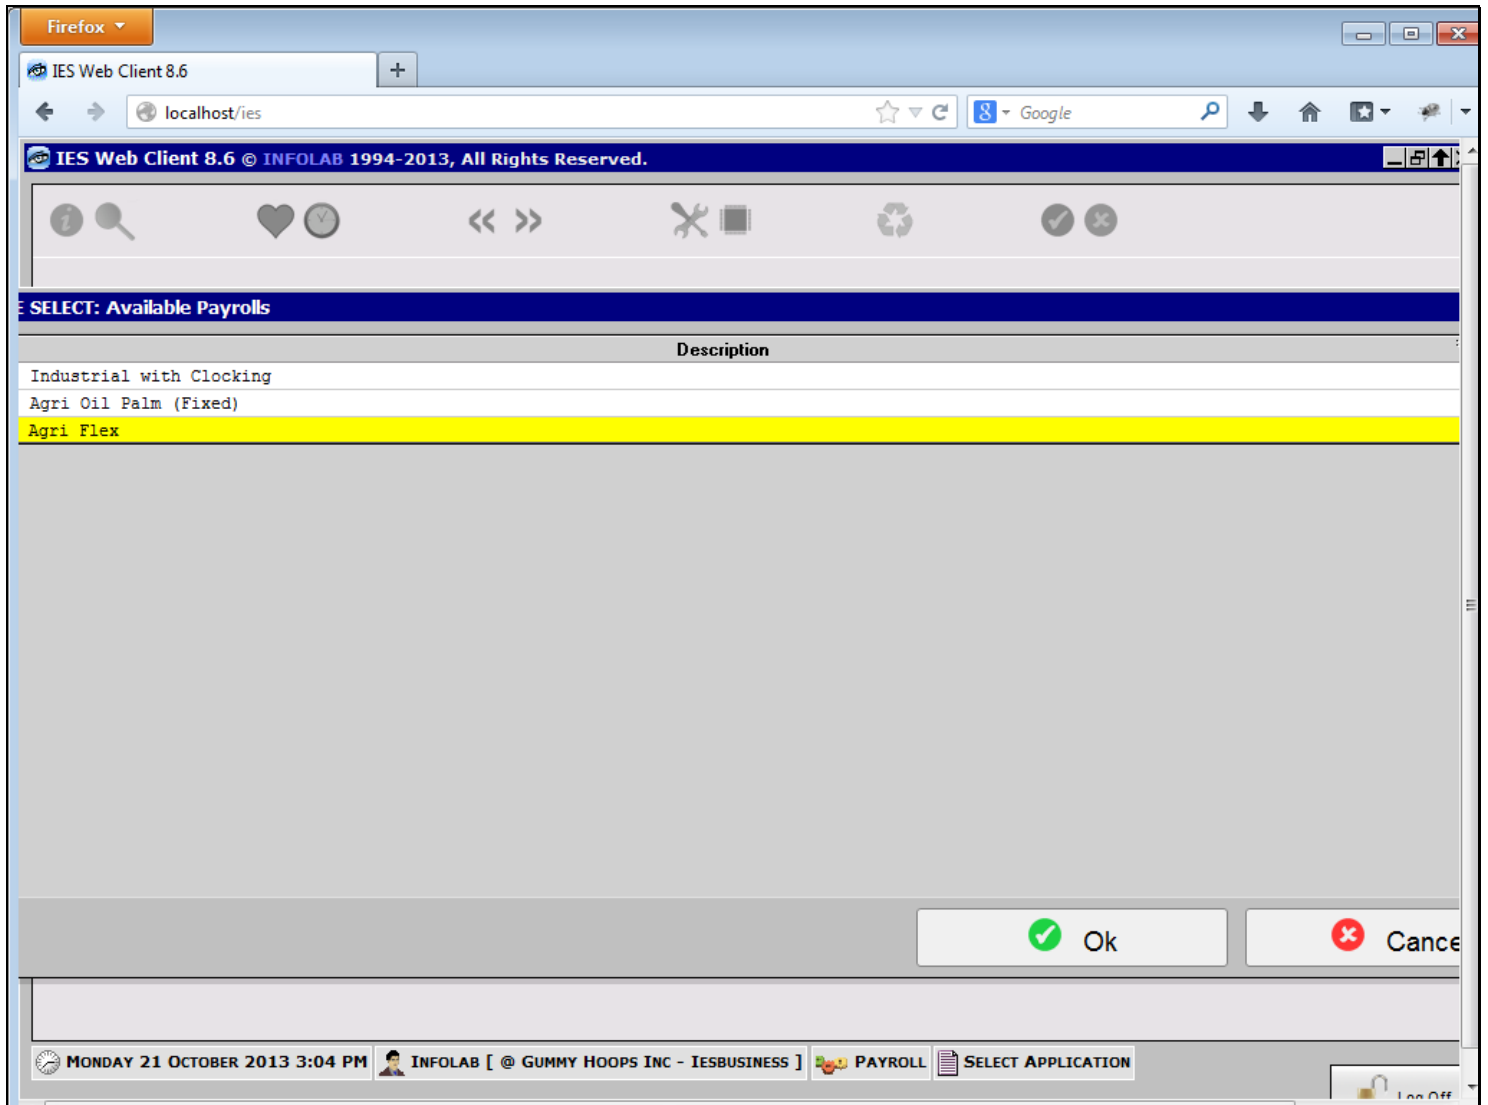 Firefox
IES Web Client 8.6
localhost/ies
Google
IES Web Client 8.6 © INFOLAB 1994-2013, All Rights Reserved.
E SELECT: Available Payrolls
Description
Industrial with Clocking
Agri Oil Palm (Fixed)
Agri Flex
Ok
Cance
MONDAY 21 OCTOBER 2013 3:04 PM INFOLAB [ @ GUMMY HOOPS INC - IESBUSINESS ] PAYROLL SELECT APPLICATION
Log Off